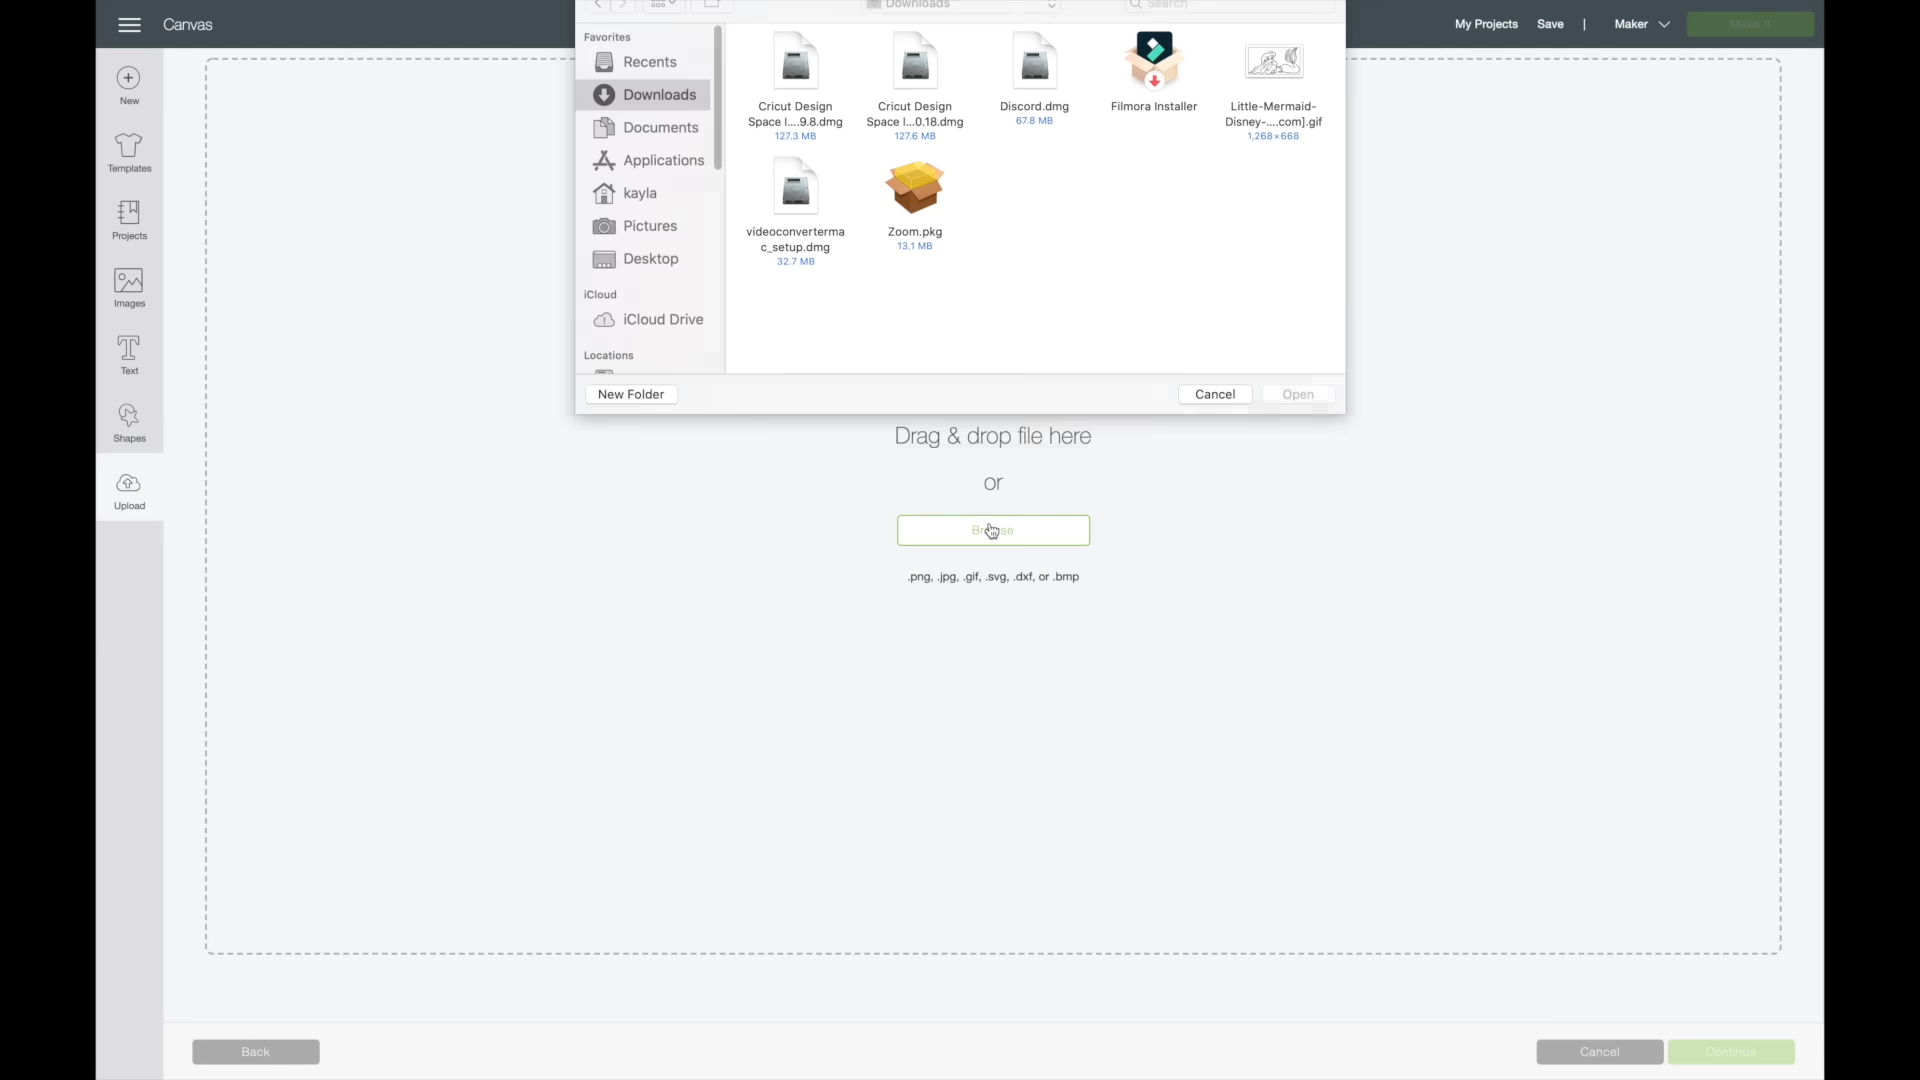 Canvas
Downloads
Search
My Projects Save | Maker
Make It
New
Templates
Projects
Images
Text
Shapes
Upload
Favorites
Recents
Downloads
Documents
Applications
kayla
Pictures
Desktop
iCloud
iCloud Drive
Locations
Cricut Design
Space I....9.8.dmg
127.3 MB
Cricut Design
Space I...0.18.dmg
127.6 MB
Discord.dmg
67.8 MB
Filmora Installer
Little-Mermaid-
Disney-....com].gif
1,268×668
videoconverterma
c_setup.dmg
32.7 MB
Zoom.pkg
13.1 MB
New Folder
Cancel
Open
Drag & drop file here
or
Browse
.png, .jpg, .gif, .svg, .dxf, or .bmp
Back
Cancel
Continue